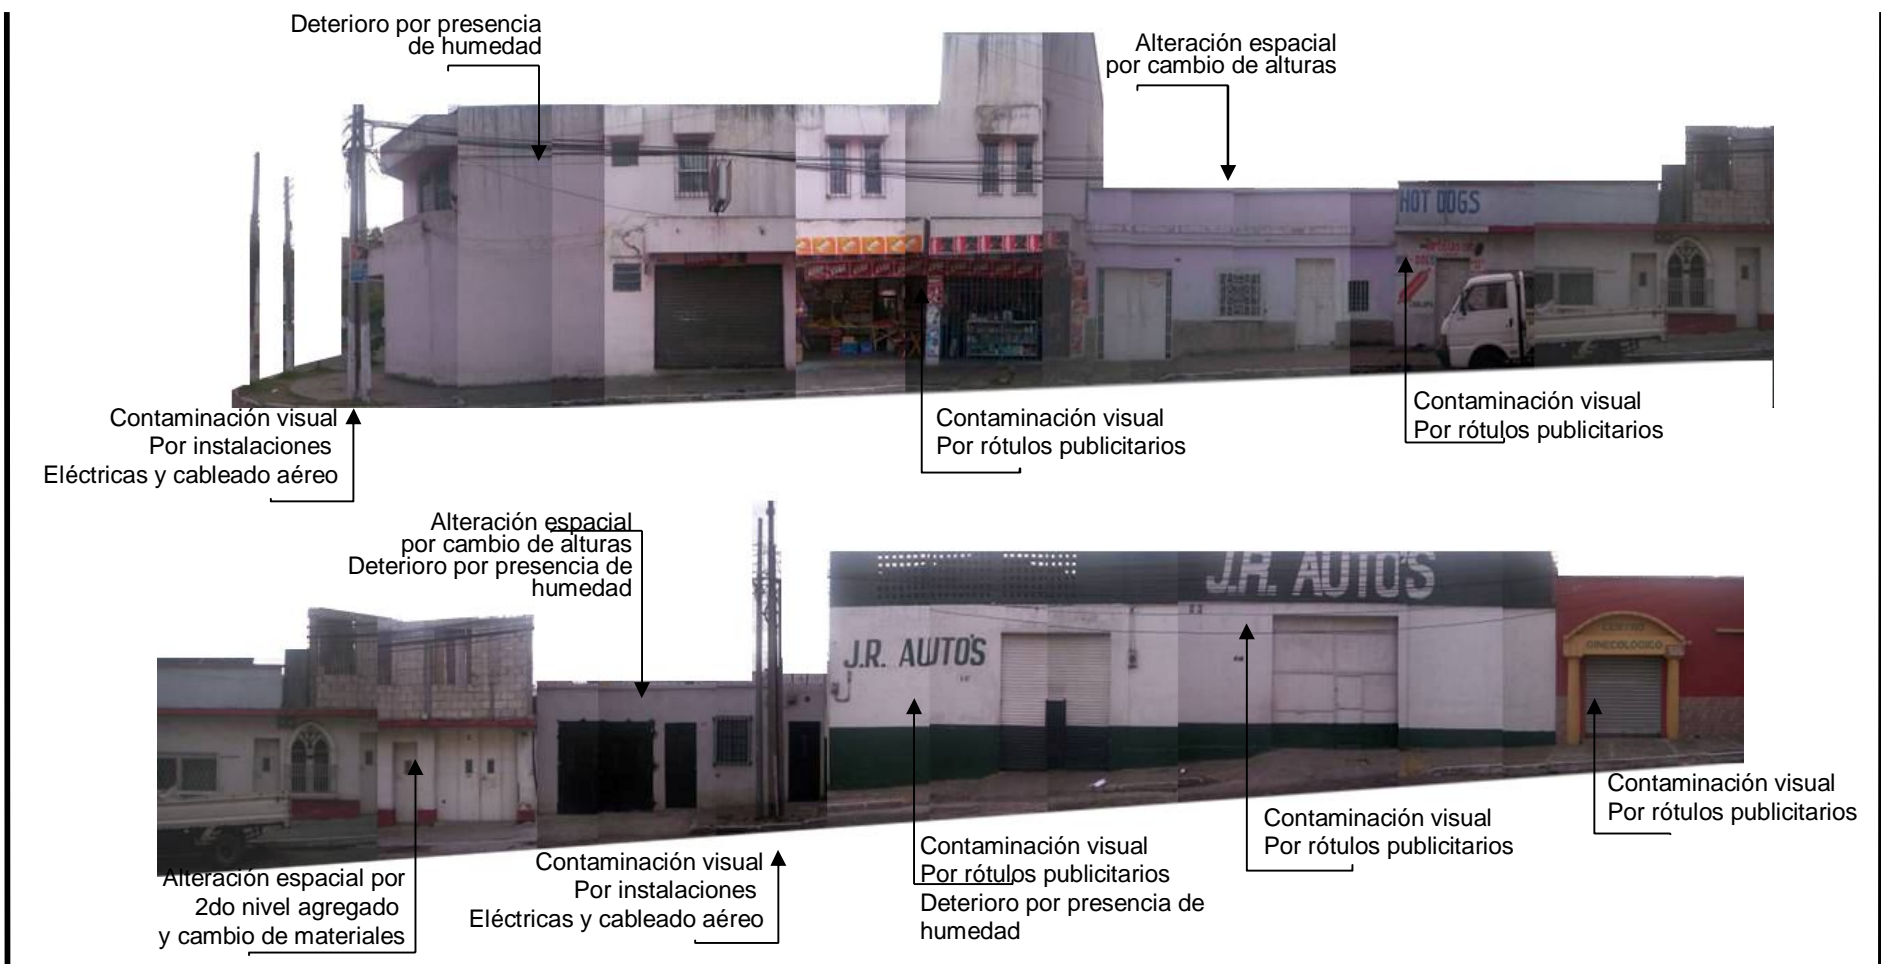 Deterioro por presencia
de humedad
Alteración espacial
por cambio de alturas
HOT DOGS
Contaminación visual
Por instalaciones
Eléctricas y cableado aéreo
Contaminación visual
Por rótulos publicitarios
Contaminación visual
Por rótulos publicitarios
Alteración espacial
por cambio de alturas
Deterioro por presencia de
humedad
J.R. AUTO'S
J.R. AUUTO'S
CENTRO
GINECOLOGICO
Alteración espacial por
2do nivel agregado
y cambio de materiales
Contaminación visual
Por instalaciones
Eléctricas y cableado aéreo
Contaminación visual
Por rótulos publicitarios
Deterioro por presencia de
humedad
Contaminación visual
Por rótulos publicitarios
Contaminación visual
Por rótulos publicitarios